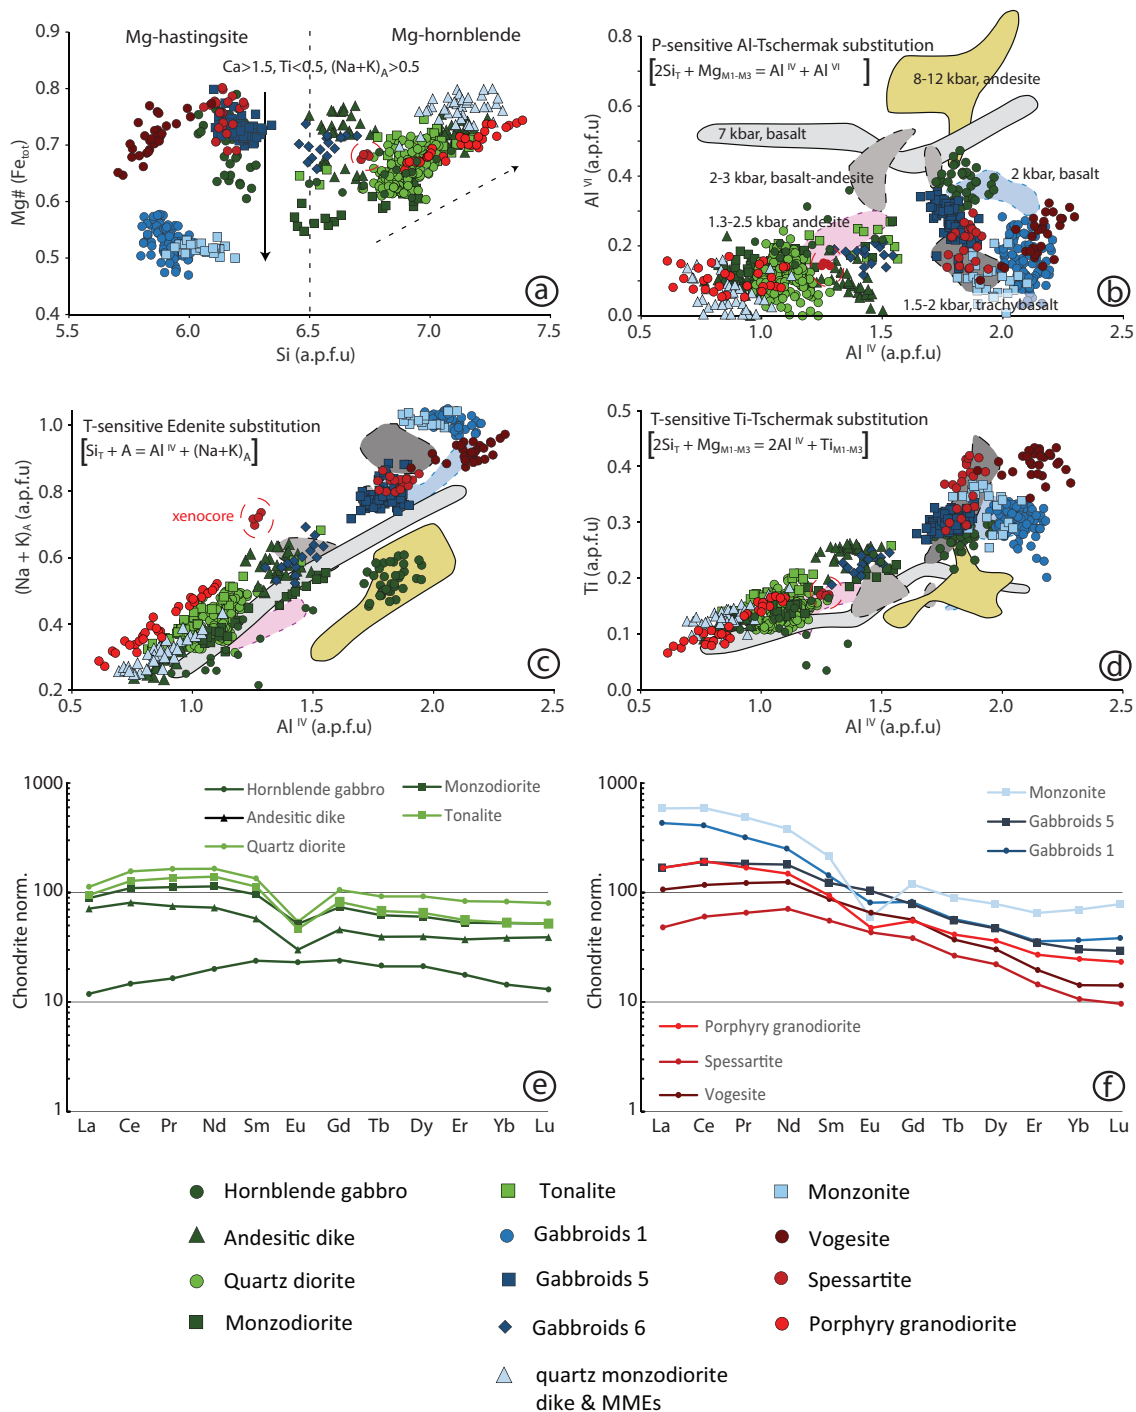 Mg-hastingsite
Mg-hornblende
Ca>1.5, Ti<0.5, (Na+K)A>0.5
0.9
0.8
0.7
0.6
0.5
0.4
Mg# (Fetot)
5.5 6.0 6.5 7.0 7.5
Si (a.p.f.u)
a
P-sensitive Al-Tschermak substitution
[2SiT + MgM1-M3 = Al IV + Al VI ]
8-12 kbar, andesite
7 kbar, basalt
2-3 kbar, basalt-andesite
2 kbar, basalt
1.3-2.5 kbar, andesite
1.5-2 kbar, trachybasalt
0.8
0.6
0.4
0.2
0.0
Al VI (a.p.f.u)
0.5 1.0 1.5 2.0 2.5
Al IV (a.p.f.u)
b
T-sensitive Edenite substitution
[SiT + A = Al IV + (Na+K)A]
xenocore
1.0
0.8
0.6
0.4
0.2
(Na + K)A (a.p.f.u)
0.5 1.0 1.5 2.0 2.5
Al IV (a.p.f.u)
c
T-sensitive Ti-Tschermak substitution
[2SiT + MgM1-M3 = 2Al IV + TiM1-M3]
0.5
0.4
0.3
0.2
0.1
0.0
Ti (a.p.f.u)
0.5 1.0 1.5 2.0 2.5
Al IV (a.p.f.u)
d
1000
100
10
1
Chondrite norm.
Hornblende gabbro
Monzodiorite
Andesitic dike
Tonalite
Quartz diorite
e
La Ce Pr Nd Sm Eu Gd Tb Dy Er Yb Lu
1000
100
10
1
Chondrite norm.
Monzonite
Gabbroids 5
Gabbroids 1
Porphyry granodiorite
Spessartite
Vogesite
f
La Ce Pr Nd Sm Eu Gd Tb Dy Er Yb Lu
Hornblende gabbro
Andesitic dike
Quartz diorite
Monzodiorite
Tonalite
Gabbroids 1
Gabbroids 5
Gabbroids 6
quartz monzodiorite
dike & MMEs
Monzonite
Vogesite
Spessartite
Porphyry granodiorite